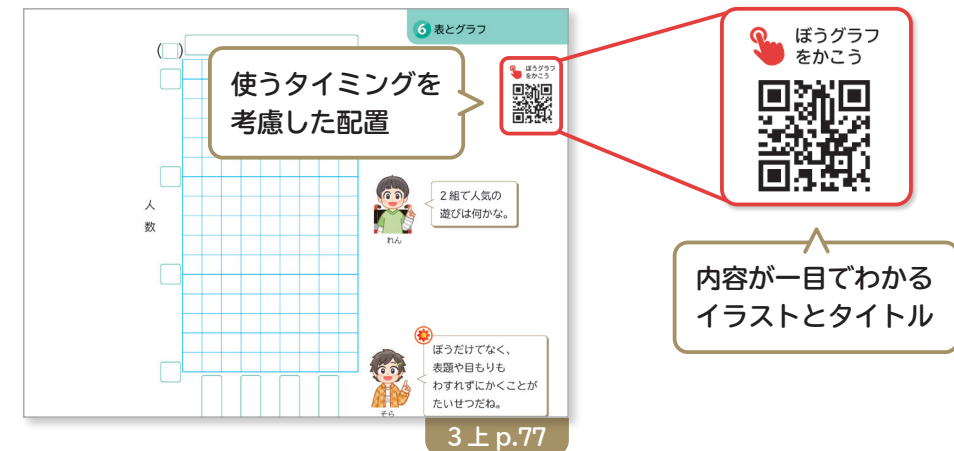 6 表とグラフ
( )
使うタイミングを
考慮した配置
ぼうグラフ
をかこう
ぼうグラフ
をかこう
人
数
2組で人気の
遊びは何かな。
れん
内容が一目でわかる
イラストとタイトル
ぼうだけでなく、
表題や目もりも
わすれずにかくことが
たいせつだね。
そら
3上 p.77